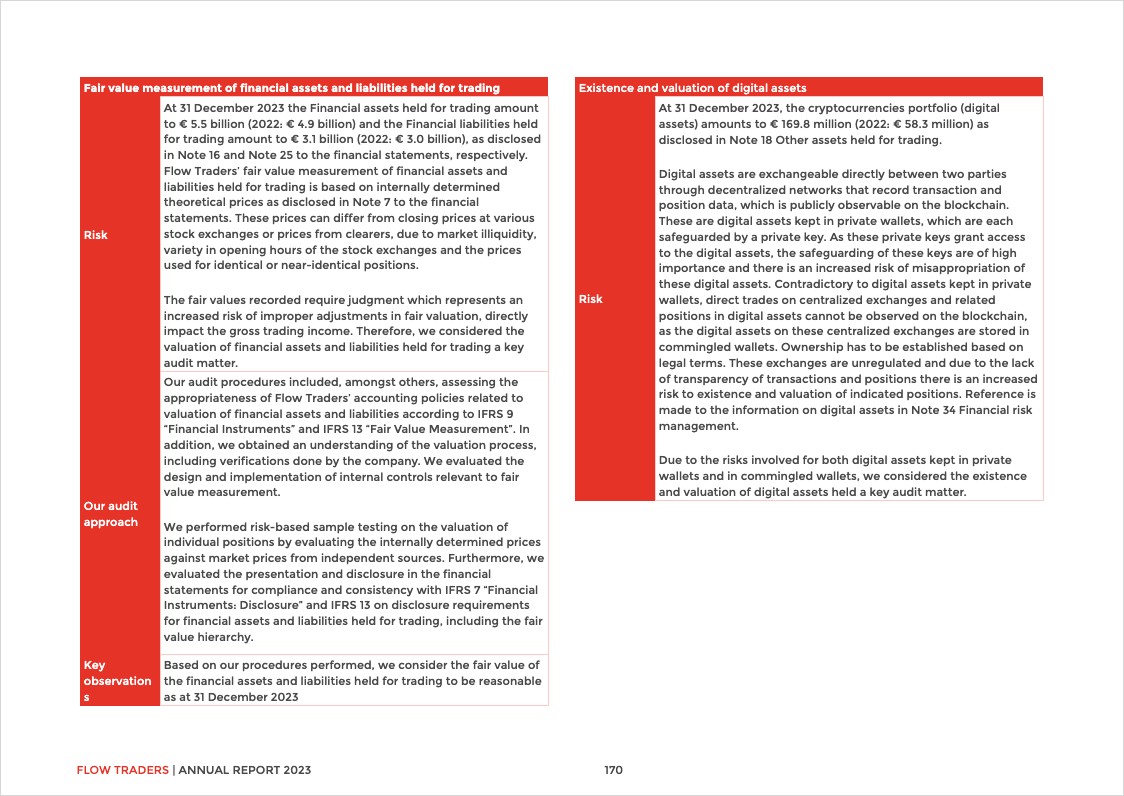 Fair value measurement of financial assets and liabilities held for trading
Risk
At 31 December 2023 the Financial assets held for trading amount
to € 5.5 billion (2022: € 4.9 billion) and the Financial liabilities held
for trading amount to € 3.1 billion (2022: € 3.0 billion), as disclosed
in Note 16 and Note 25 to the financial statements, respectively.
Flow Traders’ fair value measurement of financial assets and
liabilities held for trading is based on internally determined
theoretical prices as disclosed in Note 7 to the financial
statements. These prices can differ from closing prices at various
stock exchanges or prices from clearers, due to market illiquidity,
variety in opening hours of the stock exchanges and the prices
used for identical or near-identical positions.
The fair values recorded require judgment which represents an
increased risk of improper adjustments in fair valuation, directly
impact the gross trading income. Therefore, we considered the
valuation of financial assets and liabilities held for trading a key
audit matter.
Our audit
approach
Our audit procedures included, amongst others, assessing the
appropriateness of Flow Traders’ accounting policies related to
valuation of financial assets and liabilities according to IFRS 9
“Financial Instruments” and IFRS 13 “Fair Value Measurement”. In
addition, we obtained an understanding of the valuation process,
including verifications done by the company. We evaluated the
design and implementation of internal controls relevant to fair
value measurement.
We performed risk-based sample testing on the valuation of
individual positions by evaluating the internally determined prices
against market prices from independent sources. Furthermore, we
evaluated the presentation and disclosure in the financial
statements for compliance and consistency with IFRS 7 “Financial
Instruments: Disclosure” and IFRS 13 on disclosure requirements
for financial assets and liabilities held for trading, including the fair
value hierarchy.
Key
observation
s
Based on our procedures performed, we consider the fair value of
the financial assets and liabilities held for trading to be reasonable
as at 31 December 2023
Existence and valuation of digital assets
Risk
At 31 December 2023, the cryptocurrencies portfolio (digital
assets) amounts to € 169.8 million (2022: € 58.3 million) as
disclosed in Note 18 Other assets held for trading.
Digital assets are exchangeable directly between two parties
through decentralized networks that record transaction and
position data, which is publicly observable on the blockchain.
These are digital assets kept in private wallets, which are each
safeguarded by a private key. As these private keys grant access
to the digital assets, the safeguarding of these keys are of high
importance and there is an increased risk of misappropriation of
these digital assets. Contradictory to digital assets kept in private
wallets, direct trades on centralized exchanges and related
positions in digital assets cannot be observed on the blockchain,
as the digital assets on these centralized exchanges are stored in
commingled wallets. Ownership has to be established based on
legal terms. These exchanges are unregulated and due to the lack
of transparency of transactions and positions there is an increased
risk to existence and valuation of indicated positions. Reference is
made to the information on digital assets in Note 34 Financial risk
management.
Due to the risks involved for both digital assets kept in private
wallets and in commingled wallets, we considered the existence
and valuation of digital assets held a key audit matter.
FLOW TRADERS | ANNUAL REPORT 2023
170